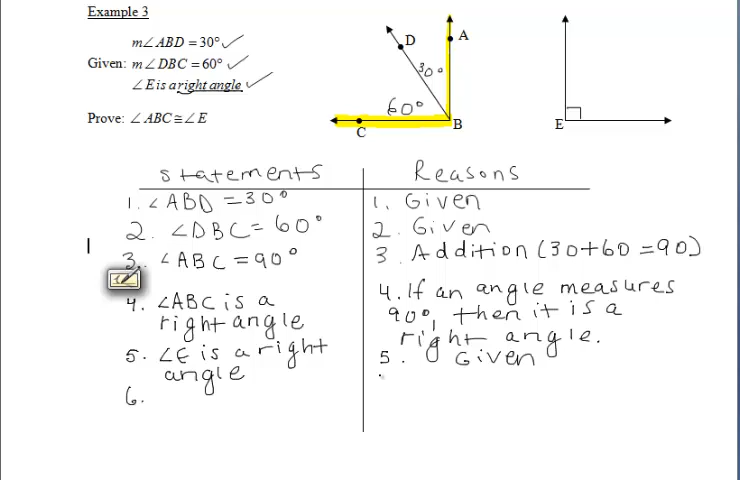 Example 3
m∠ABD = 30° ✓
Given: m∠DBC = 60° ✓
∠E is a right angle ✓
Prove: ∠ABC ≅ ∠E
D
A
30°
60°
C
B
E
Statements
Reasons
1. ∠ABD = 30°
1. Given
2. ∠DBC = 60°
2. Given
3. ∠ABC = 90°
3. Addition (30+60=90)
4. ∠ABC is a
right angle
4. If an angle measures
90°, then it is a
right angle.
5. ∠E is a right
angle
5. Given
6.